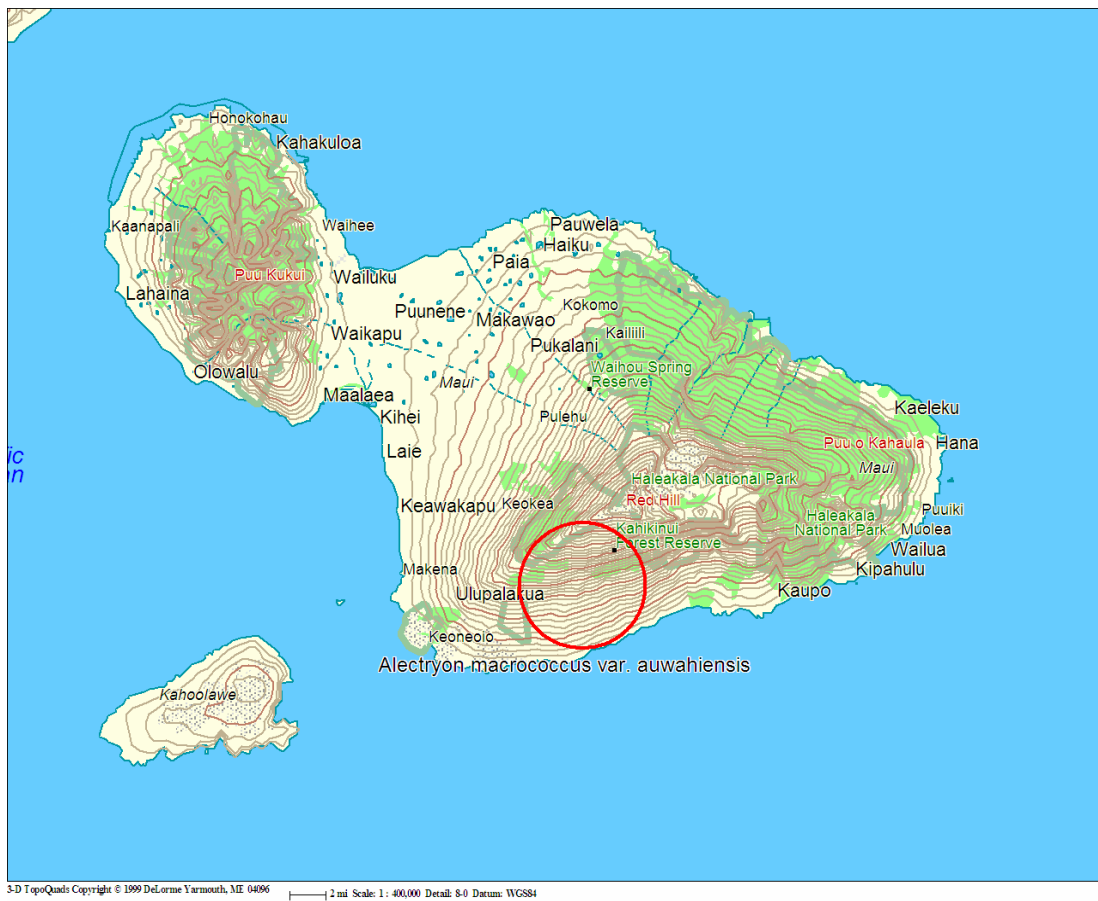 Honokohau
Kahakuloa
Kaanapali
Waihee
Pauwela
Haiku
Paia
Puu Kukui
Wailuku
Lahaina
Puunene
Kokomo
Makawao
Waikapu
Kailiili
Pukalani
Waihou Spring
Reserve
Olowalu
Maui
Maalaea
Kihei
Pulehu
Kaeleku
Laie
Puu o Kahaula
Hana
ic
an
Maui
Haleakala National Park
Keawakapu
Keokea
Red Hill
Haleakala
National Park
Puuiki
Muolea
Kahikinui
Forest Reserve
Wailua
Makena
Kipahulu
Ulupalakua
Kaupo
Keoneoio
Alectryon macrococcus var. auwahiensis
Kahoolawe
3-D TopoQuads Copyright © 1999 DeLorme Yarmouth, ME 04096
2 mi Scale: 1 : 400,000 Detail: 8-0 Datum: WGS84